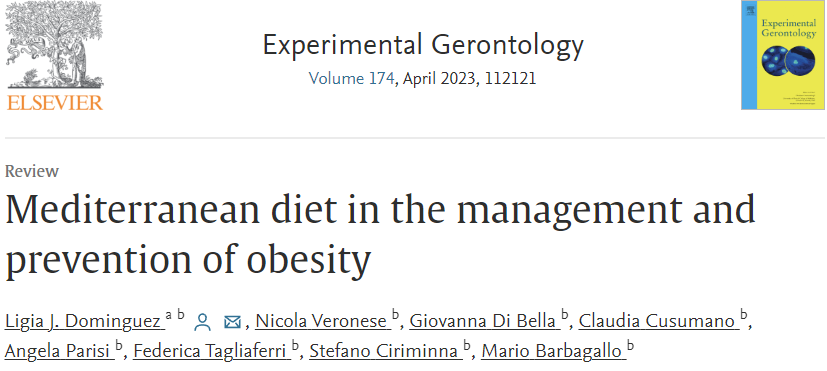 ELSEVIER
Experimental Gerontology
Volume 174, April 2023, 112121
Experimental
Gerontology
Review
Mediterranean diet in the management and
prevention of obesity
Ligia J. Dominguez a b, Nicola Veronese b, Giovanna Di Bella b, Claudia Cusumano b,
Angela Parisi b, Federica Tagliaferri b, Stefano Ciriminna b, Mario Barbagallo b